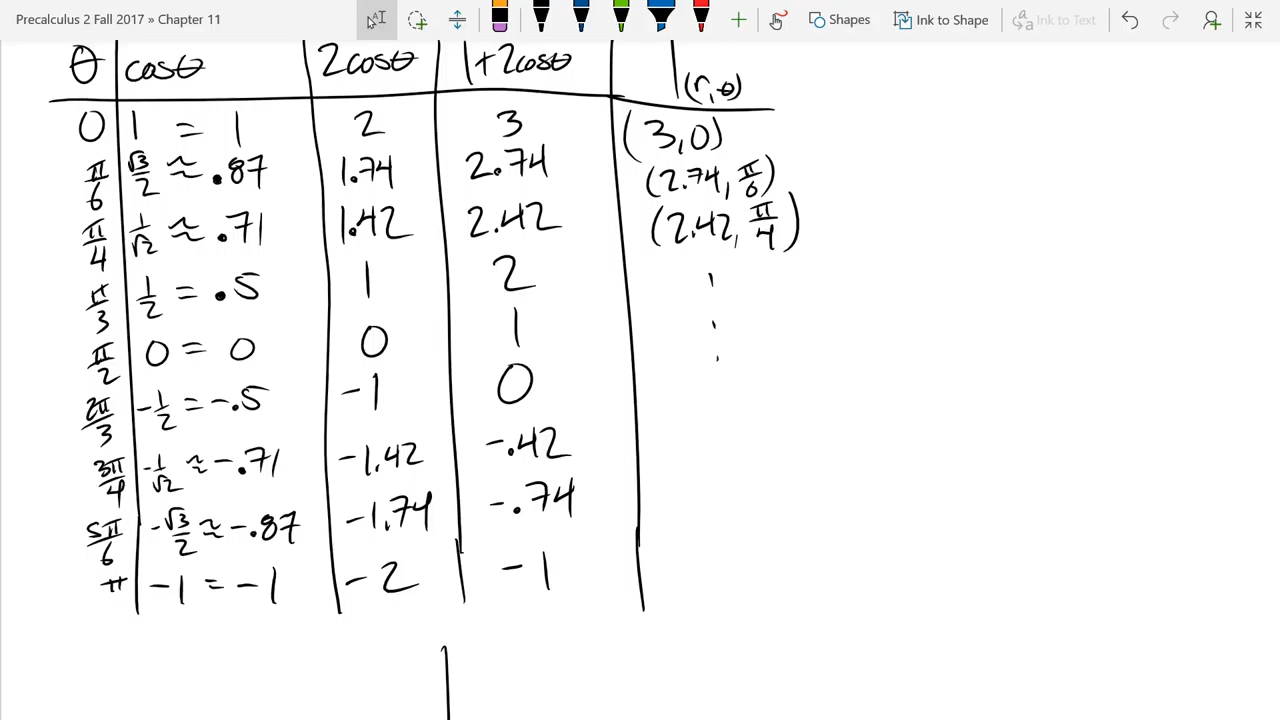 Precalculus 2 Fall 2017 » Chapter 11
Shapes
Ink to Shape
Ink to Text
θ cosθ 2cosθ 1+2cosθ (r,θ)
0 1 = 1 2 3 (3,0)
π/6 √3/2 ≈ .87 1.74 2.74 (2.74, π/6)
π/4 1/√2 ≈ .71 1.42 2.42 (2.42, π/4)
π/3 1/2 = .5 1 2
π/2 0 = 0 0 1
2π/3 -1/2 = -.5 -1 0
3π/4 -1/√2 ≈ -.71 -1.42 -.42
5π/6 -√3/2 ≈ -.87 -1.74 -.74
π -1 = -1 -2 -1